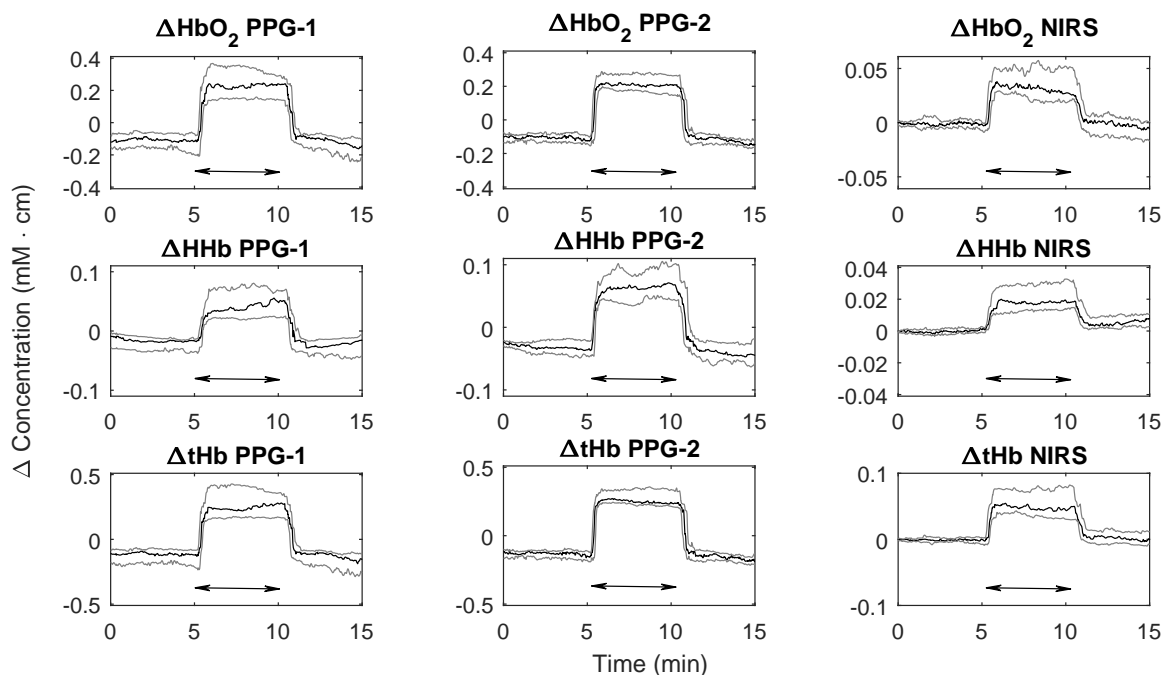 ΔHbO2 PPG-1
ΔHbO2 PPG-2
ΔHbO2 NIRS
0.4
0.2
0
-0.2
-0.4
0 5 10 15
0.4
0.2
0
-0.2
-0.4
0 5 10 15
0.05
0
-0.05
0 5 10 15
ΔHHb PPG-1
ΔHHb PPG-2
ΔHHb NIRS
0.1
0
-0.1
0 5 10 15
0.1
0
-0.1
0 5 10 15
0.04
0.02
0
-0.02
-0.04
0 5 10 15
ΔtHb PPG-1
ΔtHb PPG-2
ΔtHb NIRS
0.5
0
-0.5
0 5 10 15
0.5
0
-0.5
0 5 10 15
0.1
0
-0.1
0 5 10 15
Δ Concentration (mM · cm)
Time (min)